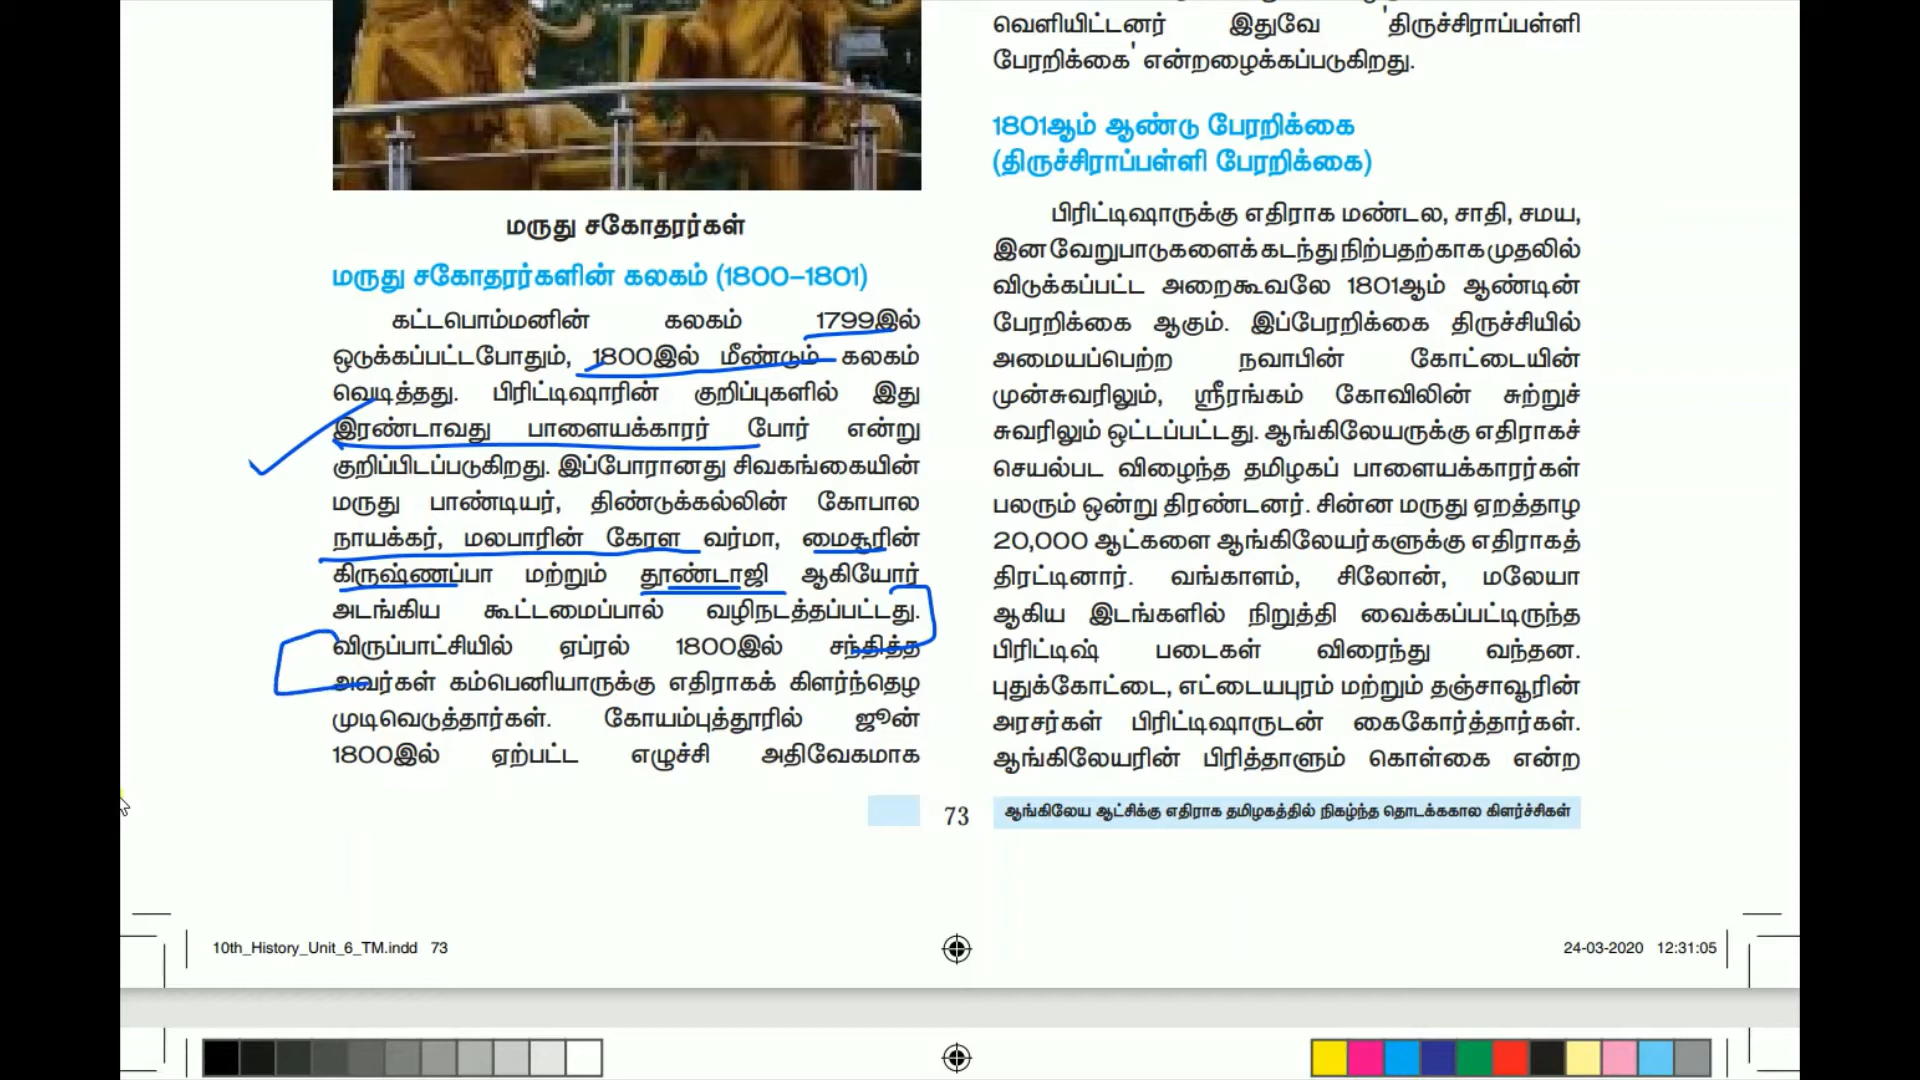 மருது சகோதரர்கள்
மருது சகோதரர்களின் கலகம் (1800–1801)
கட்டபொம்மனின் கலகம் 1799இல்
ஒடுக்கப்பட்டபோதும், 1800இல் மீண்டும் கலகம்
வெடித்தது. பிரிட்டிஷாரின் குறிப்புகளில் இது
இரண்டாவது பாளையக்காரர் போர் என்று
குறிப்பிடப்படுகிறது. இப்போரானது சிவகங்கையின்
மருது பாண்டியர், திண்டுக்கல்லின் கோபால
நாயக்கர், மலபாரின் கேரள வர்மா, மைசூரின்
கிருஷ்ணப்பா மற்றும் தூண்டாஜி ஆகியோர்
அடங்கிய கூட்டமைப்பால் வழிநடத்தப்பட்டது.
விருப்பாட்சியில் ஏப்ரல் 1800இல் சந்தித்த
அவர்கள் கம்பெனியாருக்கு எதிராகக் கிளர்ந்தெழ
முடிவெடுத்தார்கள். கோயம்புத்தூரில் ஜூன்
1800இல் ஏற்பட்ட எழுச்சி அதிவேகமாக
வெளியிட்டனர் இதுவே 'திருச்சிராப்பள்ளி
பேரறிக்கை' என்றழைக்கப்படுகிறது.
1801ஆம் ஆண்டு பேரறிக்கை
(திருச்சிராப்பள்ளி பேரறிக்கை)
பிரிட்டிஷாருக்கு எதிராக மண்டல, சாதி, சமய,
இன வேறுபாடுகளைக் கடந்து நிற்பதற்காக முதலில்
விடுக்கப்பட்ட அறைகூவலே 1801ஆம் ஆண்டின்
பேரறிக்கை ஆகும். இப்பேரறிக்கை திருச்சியில்
அமையப்பெற்ற நவாபின் கோட்டையின்
முன்சுவரிலும், ஸ்ரீரங்கம் கோவிலின் சுற்றுச்
சுவரிலும் ஒட்டப்பட்டது. ஆங்கிலேயருக்கு எதிராகச்
செயல்பட விழைந்த தமிழகப் பாளையக்காரர்கள்
பலரும் ஒன்று திரண்டனர். சின்ன மருது ஏறத்தாழ
20,000 ஆட்களை ஆங்கிலேயர்களுக்கு எதிராகத்
திரட்டினார். வங்காளம், சிலோன், மலேயா
ஆகிய இடங்களில் நிறுத்தி வைக்கப்பட்டிருந்த
பிரிட்டிஷ் படைகள் விரைந்து வந்தன.
புதுக்கோட்டை, எட்டையபுரம் மற்றும் தஞ்சாவூரின்
அரசர்கள் பிரிட்டிஷாருடன் கைகோர்த்தார்கள்.
ஆங்கிலேயரின் பிரித்தாளும் கொள்கை என்ற
73 ஆங்கிலேய ஆட்சிக்கு எதிராக தமிழகத்தில் நிகழ்ந்த தொடக்ககால கிளர்ச்சிகள்
10th_History_Unit_6_TM.indd 73 24-03-2020 12:31:05